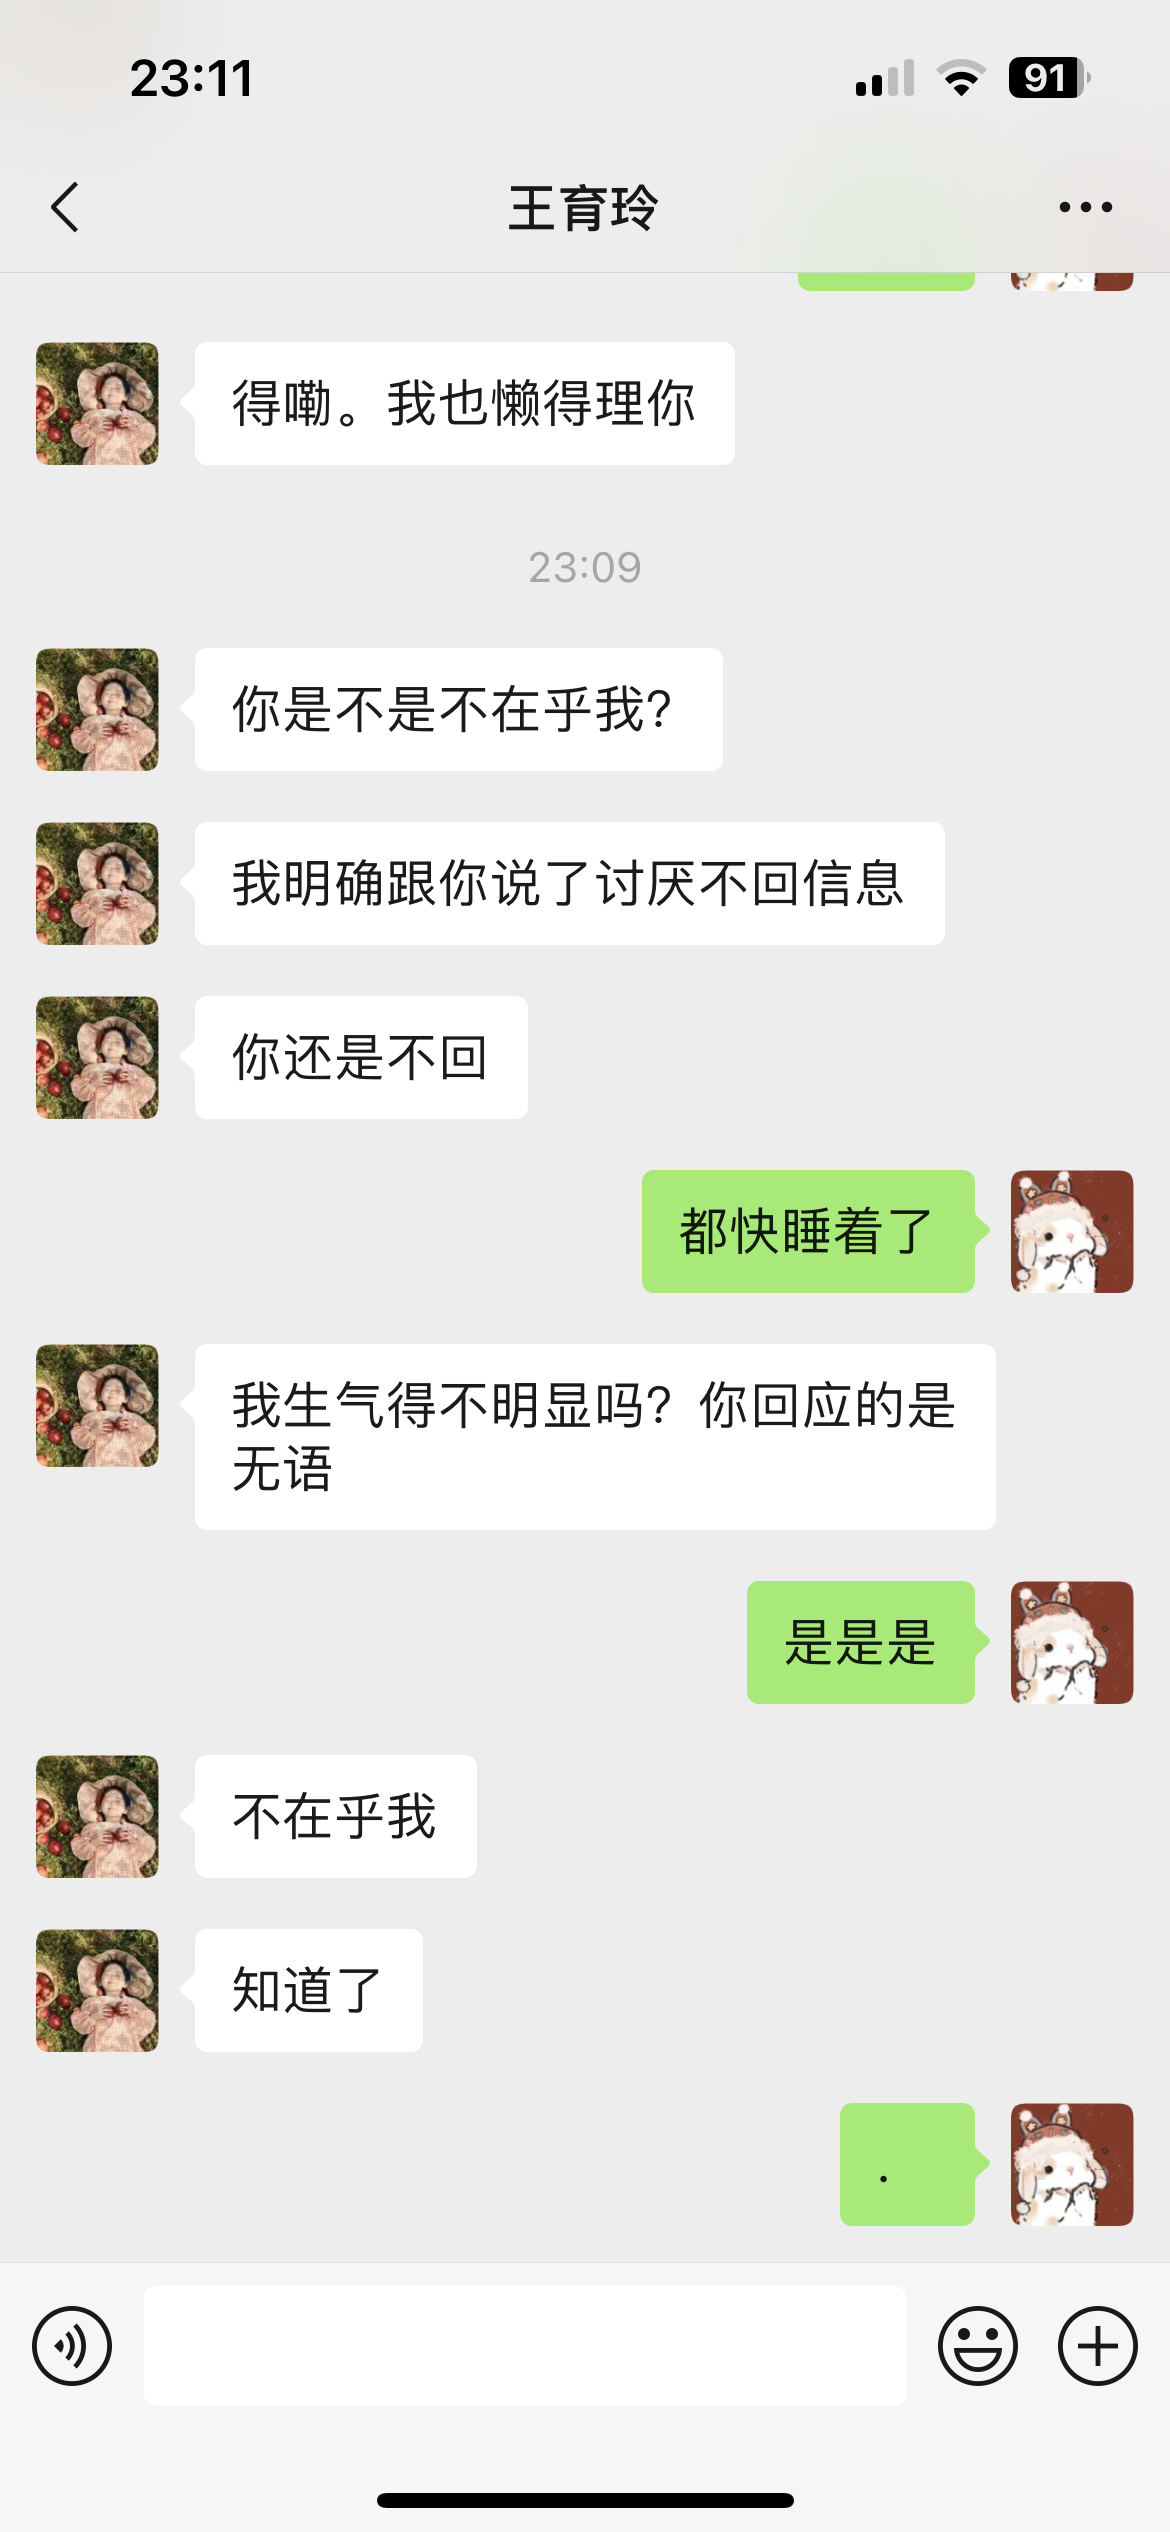 23:11
91
王育玲
得嘞。我也懒得理你
23:09
你是不是不在乎我?
我明确跟你说了讨厌不回信息
你还是不回
都快睡着了
我生气得不明显吗? 你回应的是
无语
是是是
不在乎我
知道了
.